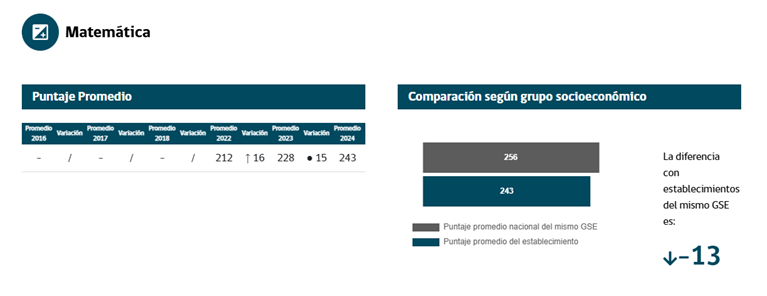 Matemática
Puntaje Promedio
Promedio 2016 Variación Promedio 2017 Variación Promedio 2018 Variación Promedio 2022 Variación Promedio 2023 Variación Promedio 2024
– / – / – / 212 ↑ 16 228 ● 15 243
Comparación según grupo socioeconómico
256
243
Puntaje promedio nacional del mismo GSE
Puntaje promedio del establecimiento
La diferencia
con
establecimientos
del mismo GSE
es:
↓-13